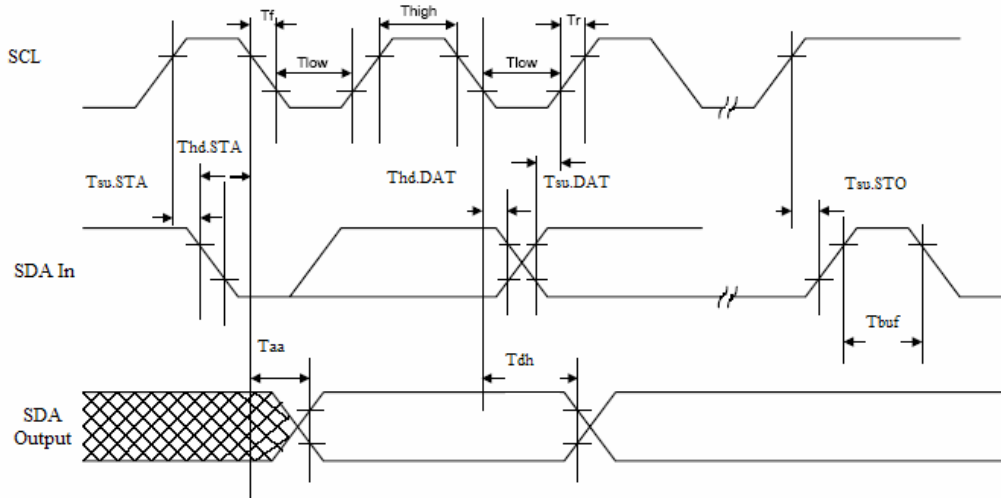 Tf
Thigh
Tr
SCL
Tlow
Tlow
Thd.STA
Tsu.STA
Thd.DAT
Tsu.DAT
Tsu.STO
SDA In
Tbuf
Taa
Tdh
SDA
Output